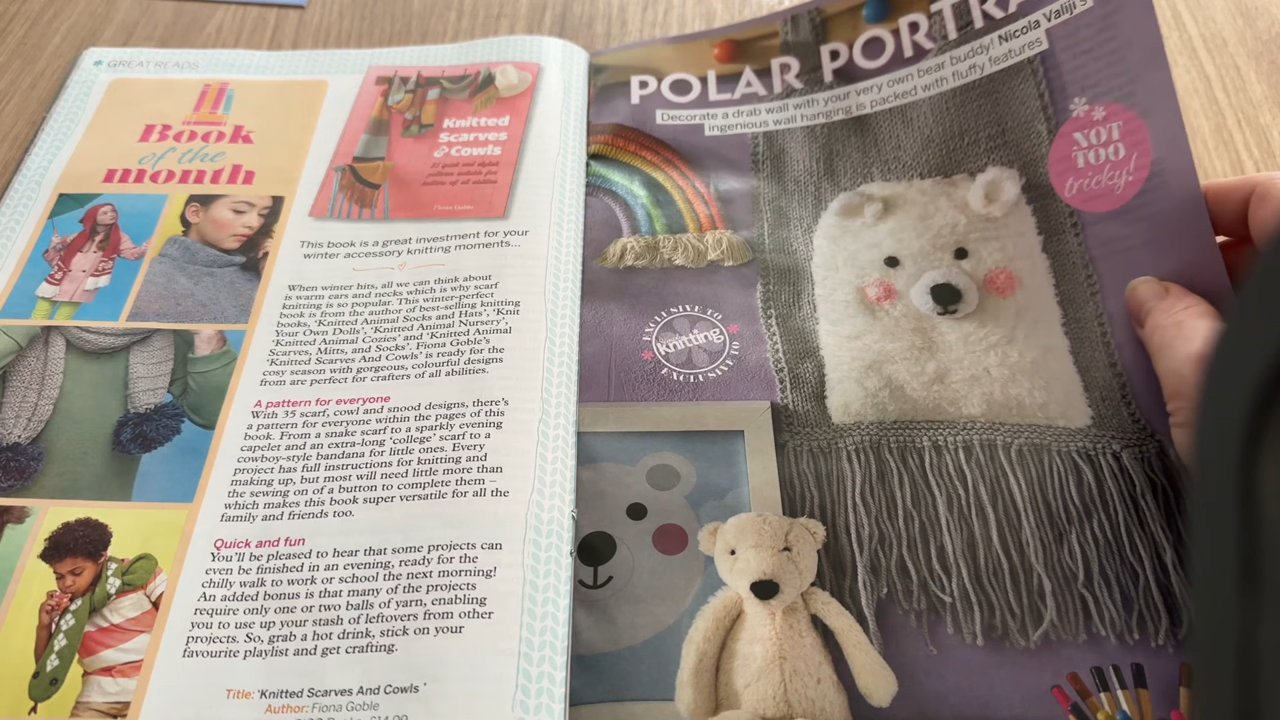 GREAT READS
Book
of the
month
Knitted
Scarves
& Cowls
Fiona Goble
This book is a great investment for your
winter accessory knitting moments...
When winter hits, all we can think about
is warm ears and necks which is why scarf
knitting is so popular. This winter-perfect
book is from the author of best-selling knitting
books, 'Knitted Animal Socks and Hats', 'Knit
Your Own Dolls', 'Knitted Animal Nursery',
'Knitted Animal Cozies' and 'Knitted Animal
Scarves, Mitts, and Socks'. Fiona Goble's
'Knitted Scarves And Cowls' is ready for the
cosy season with gorgeous, colourful designs
from are perfect for crafters of all abilities.
A pattern for everyone
With 35 scarf, cowl and snood designs, there's
a pattern for everyone within the pages of this
book. From a snake scarf to a sparkly evening
capelet and an extra-long 'college' scarf to a
cowboy-style bandana for little ones. Every
project has full instructions for knitting and
making up, but most will need little more than
the sewing on of a button to complete them –
which makes this book super versatile for all the
family and friends too.
Quick and fun
You'll be pleased to hear that some projects can
even be finished in an evening, ready for the
chilly walk to work or school the next morning!
An added bonus is that many of the projects
require only one or two balls of yarn, enabling
you to use up your stash of leftovers from other
projects. So, grab a hot drink, stick on your
favourite playlist and get crafting.
Title: 'Knitted Scarves And Cowls '
Author: Fiona Goble
POLAR PORTRA
Decorate a drab wall with your very own bear buddy! Nicola Valiji's
ingenious wall hanging is packed with fluffy features
NOT
TOO
tricky!
EXCLUSIVE TO
Knitting
EXCLUSIVE TO